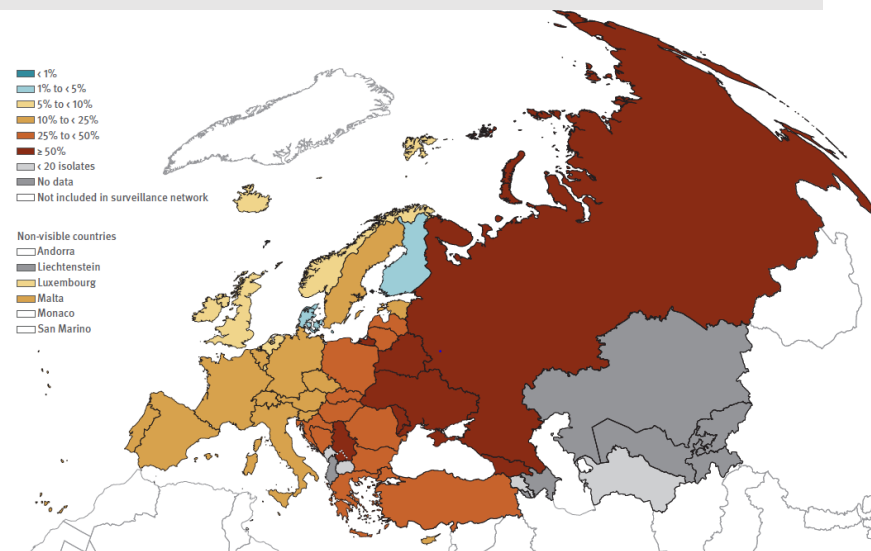 < 1%
1% to < 5%
5% to < 10%
10% to < 25%
25% to < 50%
≥ 50%
< 20 isolates
No data
Not included in surveillance network
Non-visible countries
Andorra
Liechtenstein
Luxembourg
Malta
Monaco
San Marino